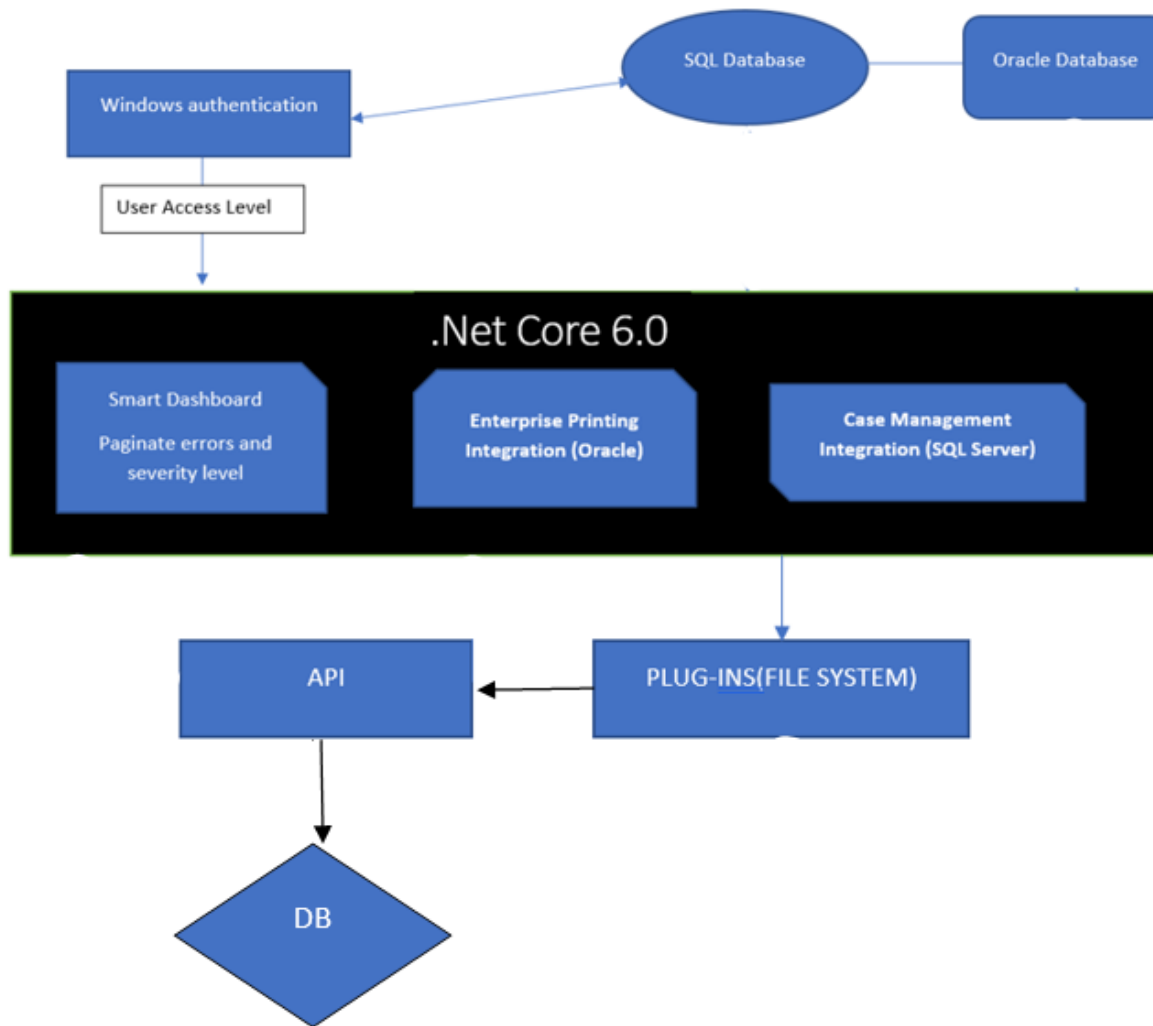 SQL Database
Oracle Database
Windows authentication
User Access Level
.Net Core 6.0
Smart Dashboard
Paginate errors and
severity level
Enterprise Printing
Integration (Oracle)
Case Management
Integration (SQL Server)
API
PLUG-INS(FILE SYSTEM)
DB